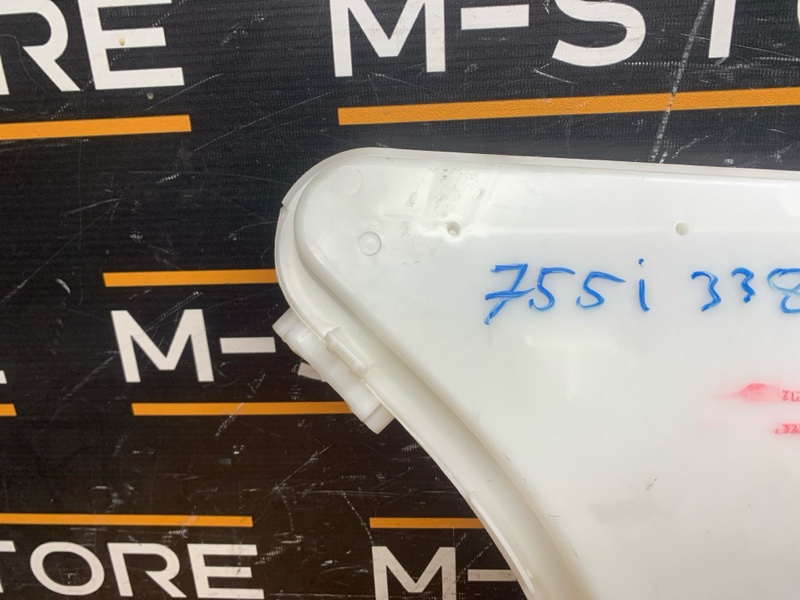 RE M-STO
755i 338
M-S
TORE M-